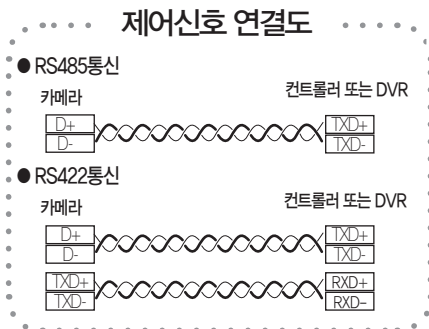 제어신호 연결도
● RS485통신
카메라 컨트롤러 또는 DVR
D+ TXD+
D- TXD-
● RS422통신
카메라 컨트롤러 또는 DVR
D+ TXD+
D- TXD-
TXD+ RXD+
TXD- RXD-